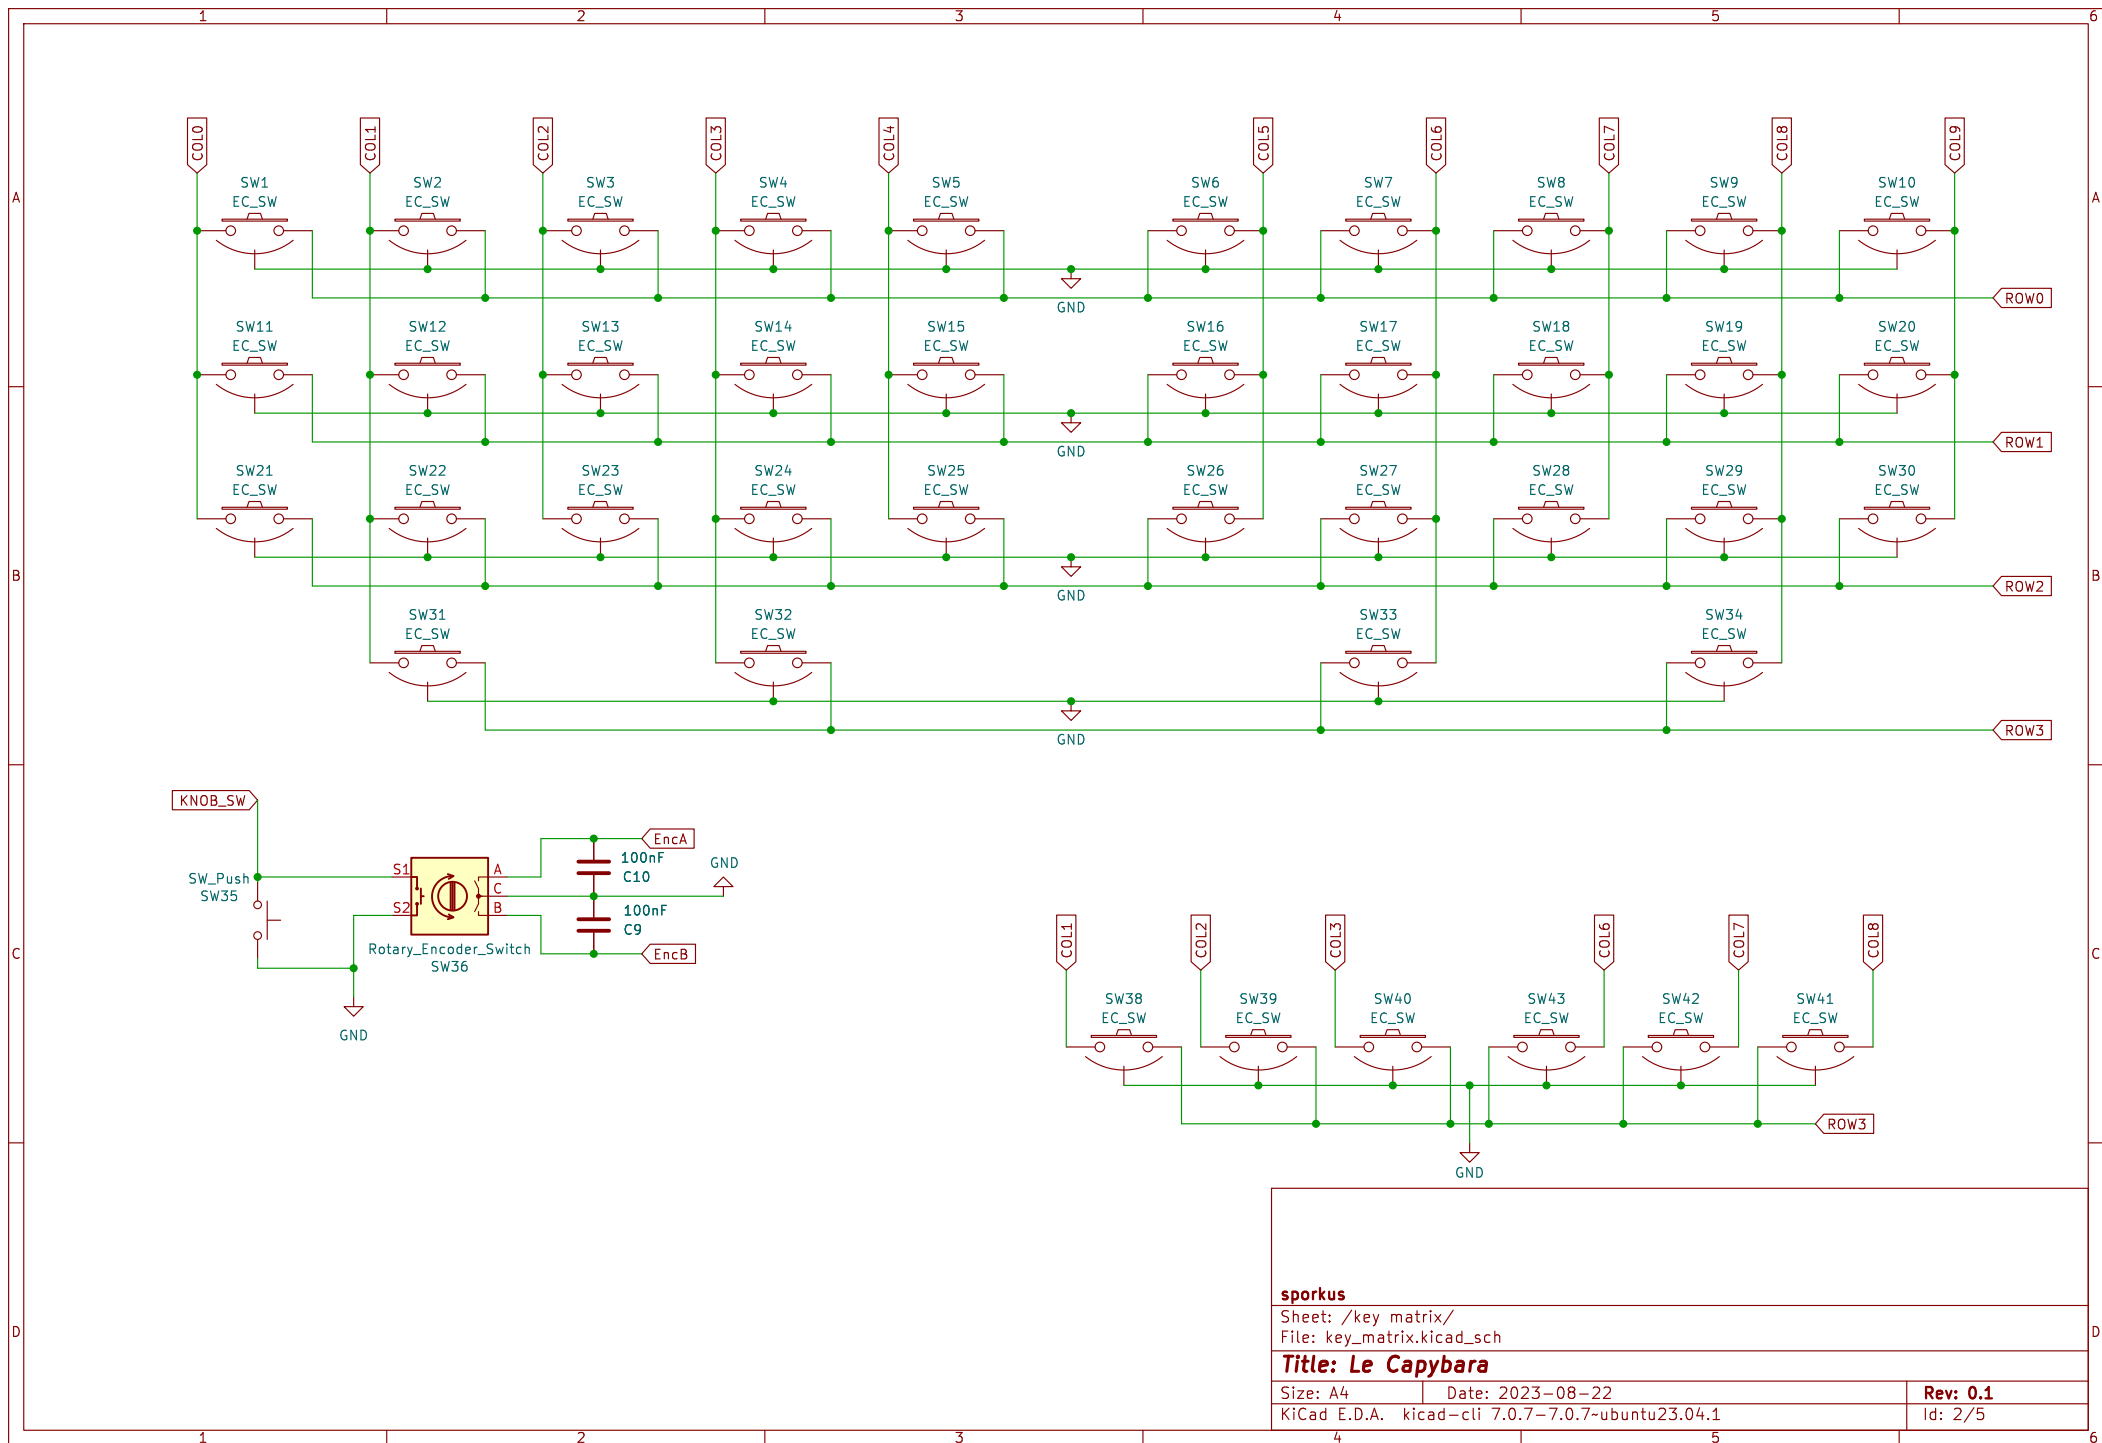 1 2 3 4 5 6
COL0 COL1 COL2 COL3 COL4 COL5 COL6 COL7 COL8 COL9
A A
SW1 SW2 SW3 SW4 SW5 SW6 SW7 SW8 SW9 SW10
EC_SW EC_SW EC_SW EC_SW EC_SW EC_SW EC_SW EC_SW EC_SW EC_SW
ROW0
GND
SW11 SW12 SW13 SW14 SW15 SW16 SW17 SW18 SW19 SW20
EC_SW EC_SW EC_SW EC_SW EC_SW EC_SW EC_SW EC_SW EC_SW EC_SW
ROW1
GND
SW21 SW22 SW23 SW24 SW25 SW26 SW27 SW28 SW29 SW30
EC_SW EC_SW EC_SW EC_SW EC_SW EC_SW EC_SW EC_SW EC_SW EC_SW
B B
ROW2
GND
SW31 SW32 SW33 SW34
EC_SW EC_SW EC_SW EC_SW
ROW3
GND
KNOB_SW
EncA
100nF
C10
GND
S1 A
C
S2 B
SW_Push
SW35
100nF
C9
Rotary_Encoder_Switch
SW36
EncB
GND
C C
COL1 COL2 COL3 COL6 COL7 COL8
SW38 SW39 SW40 SW43 SW42 SW41
EC_SW EC_SW EC_SW EC_SW EC_SW EC_SW
ROW3
GND
D D
sporkus
Sheet: /key matrix/
File: key_matrix.kicad_sch
Title: Le Capybara
Size: A4 Date: 2023-08-22 Rev: 0.1
KiCad E.D.A. kicad-cli 7.0.7-7.0.7~ubuntu23.04.1 Id: 2/5
1 2 3 4 5 6